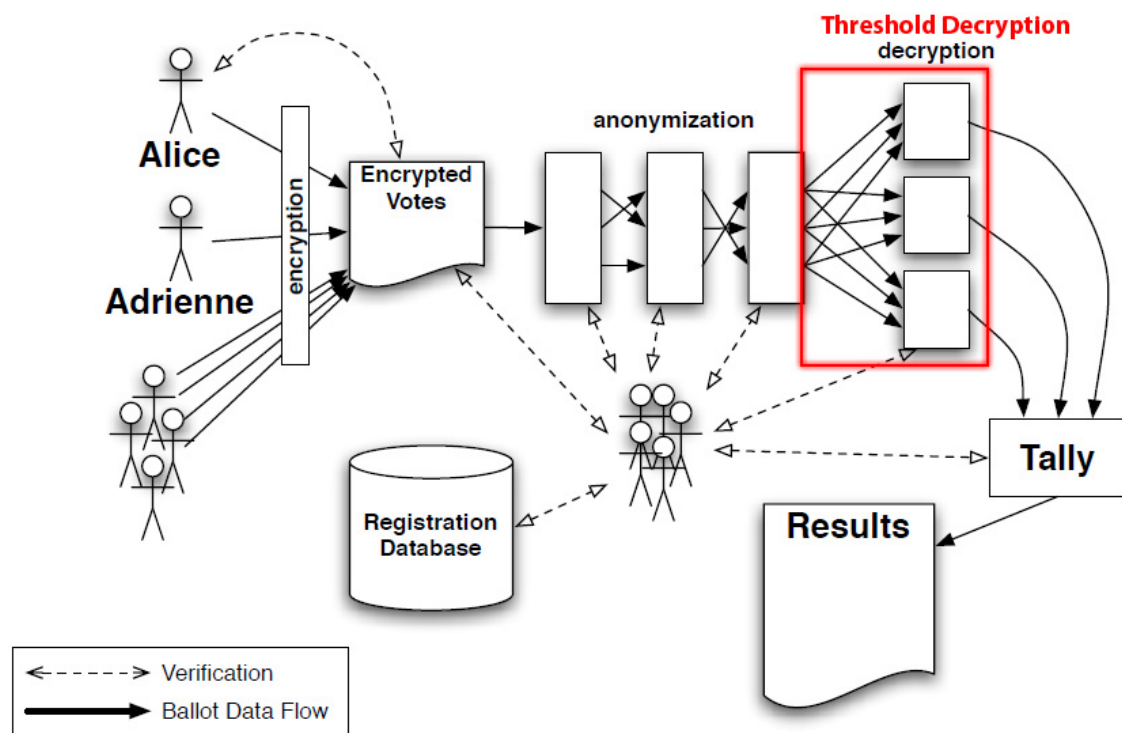 Threshold Decryption
decryption
anonymization
Alice
encryption
Encrypted
Votes
Adrienne
Tally
Registration
Database
Results
Verification
Ballot Data Flow